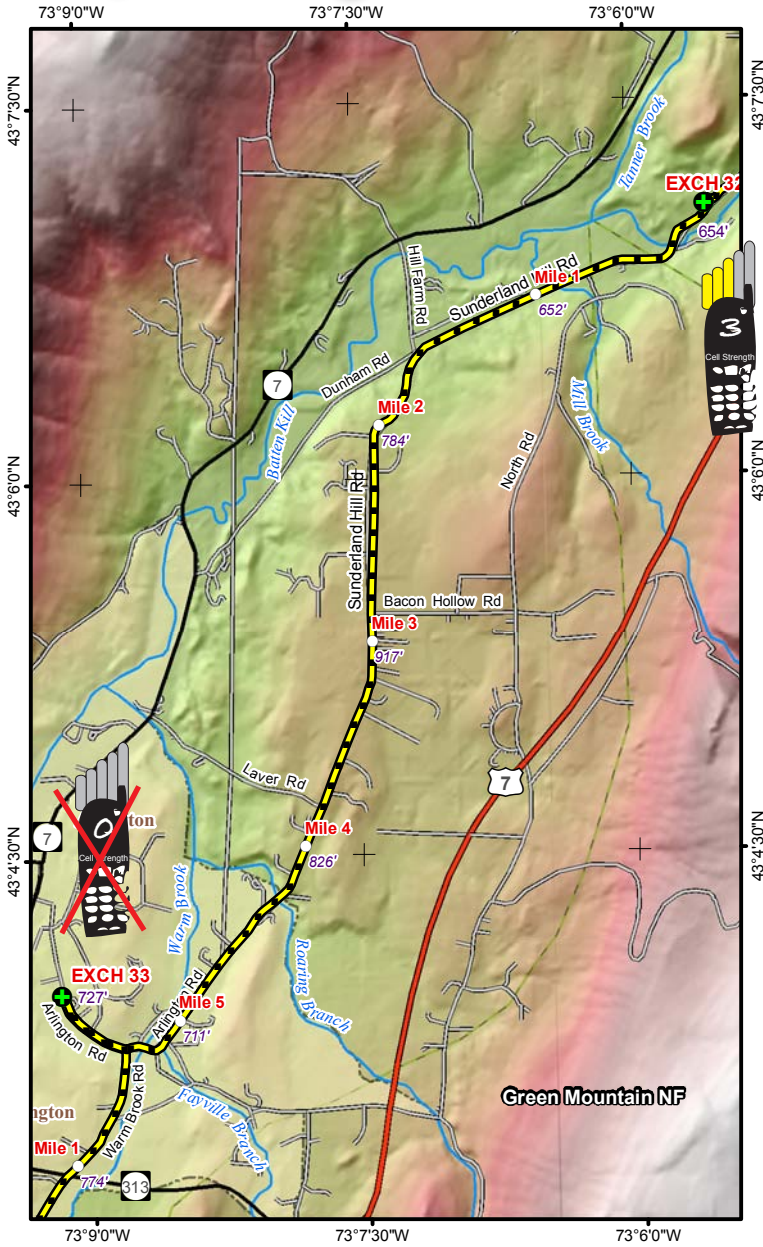 73°9'0"W
73°7'30"W
73°6'0"W
43°7'30"N
43°7'30"N
Tanner Brook
EXCH 32
654'
Hill Farm Rd
Sunderland Hill Rd
Mile 1
652'
3
Cell Strength
7
Dunham Rd
Batten Kill
Mile 2
784'
Mill Brook
North Rd
43°6'0"N
43°6'0"N
Sunderland Hill Rd
Bacon Hollow Rd
Mile 3
917'
7
Laver Rd
Mile 4
826'
7
0
ton
Cell Strength
43°4'30"N
43°4'30"N
Warm Brook
Roaring Branch
EXCH 33
727'
Arlington Rd
Arlington Rd
Mile 5
711'
Warm Brook Rd
Fayville Branch
Green Mountain NF
ngton
Mile 1
774'
313
73°9'0"W
73°7'30"W
73°6'0"W